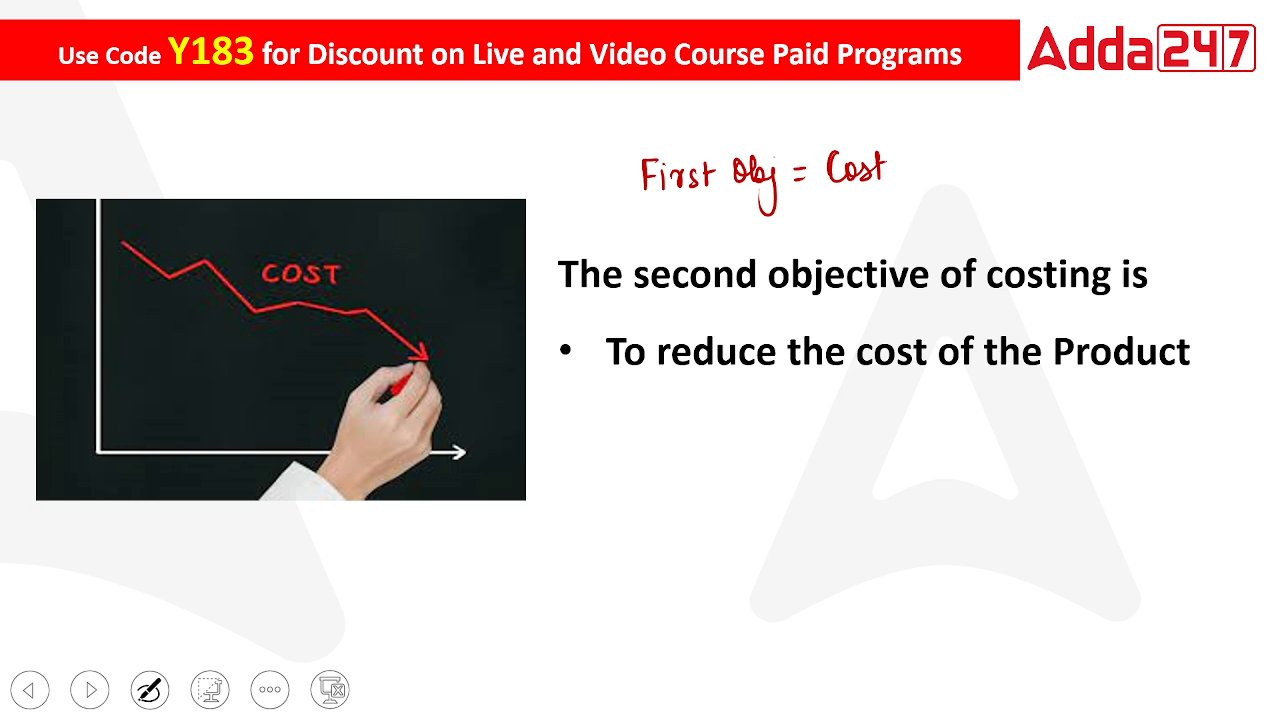 Use Code Y183 for Discount on Live and Video Course Paid Programs
Adda247
First Obj = Cost
COST
The second objective of costing is
• To reduce the cost of the Product